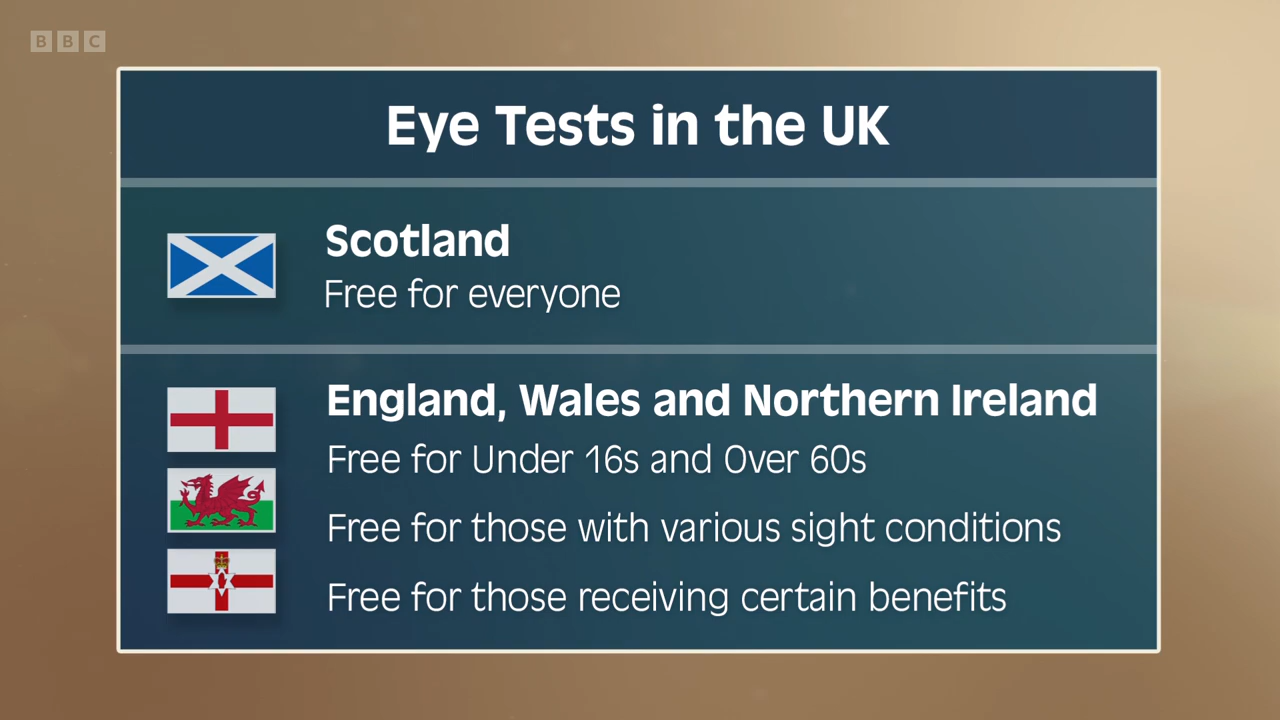 BBC
Eye Tests in the UK
Scotland
Free for everyone
England, Wales and Northern Ireland
Free for Under 16s and Over 60s
Free for those with various sight conditions
Free for those receiving certain benefits